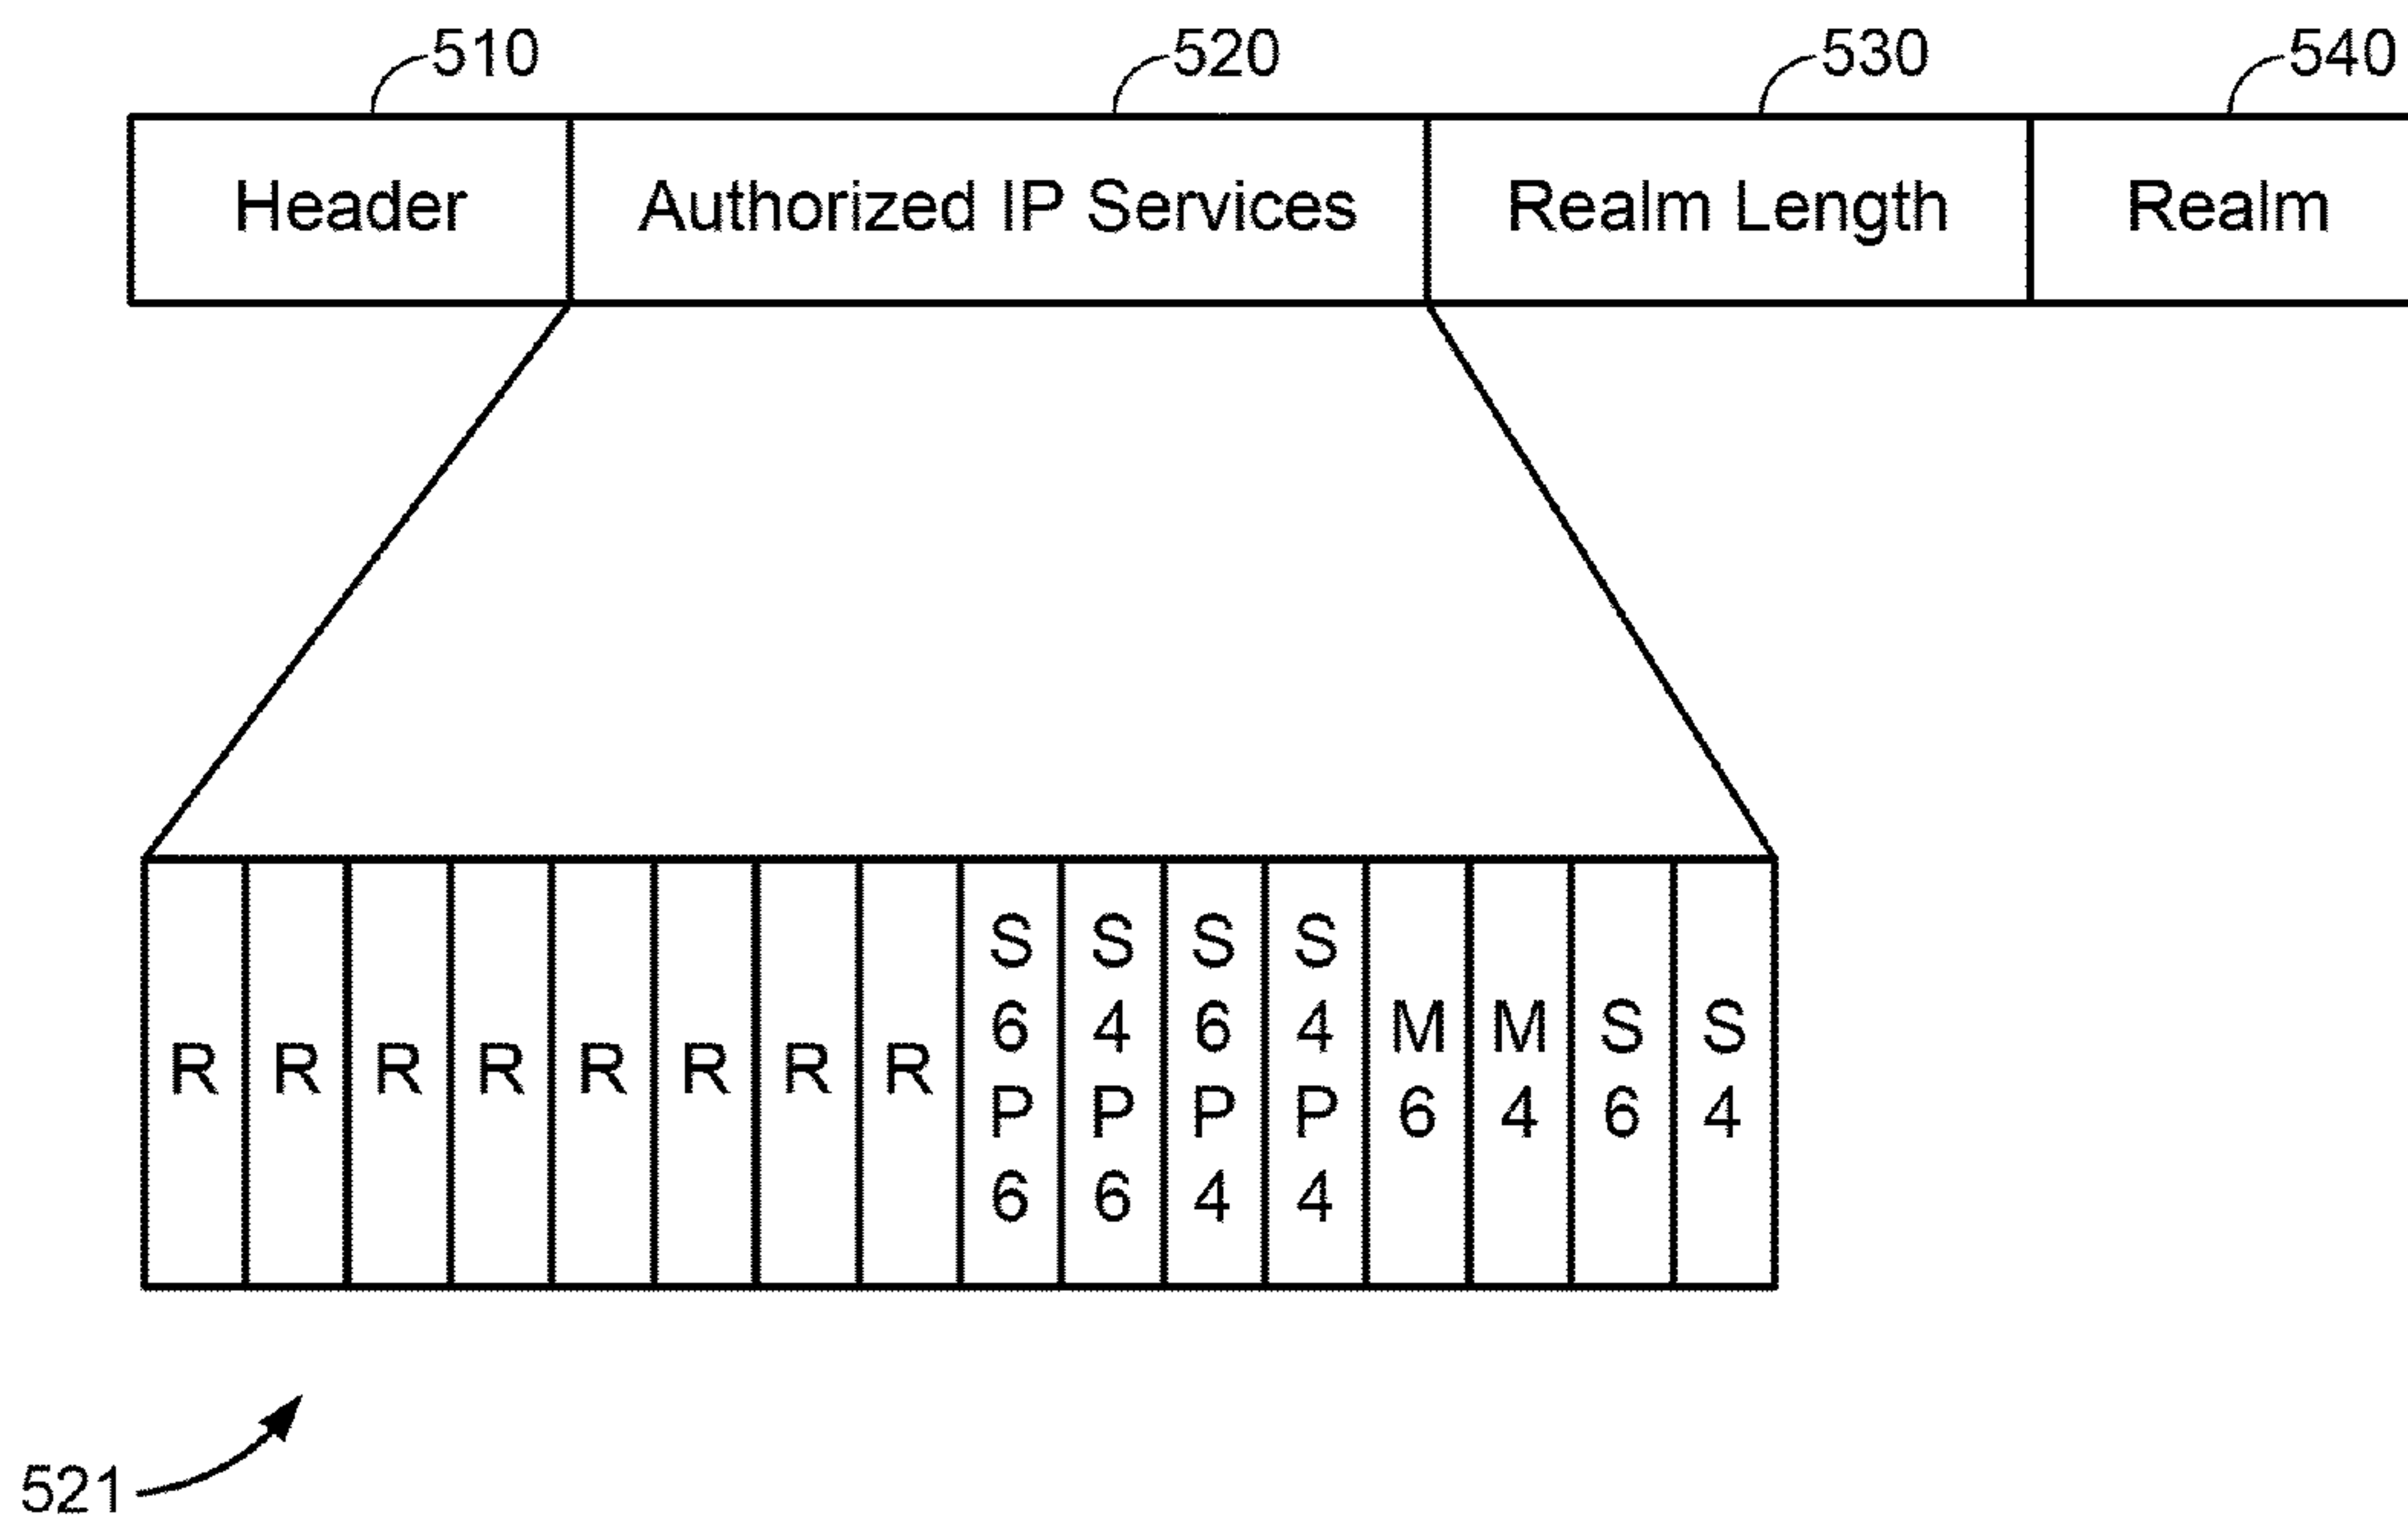 510 520 530 540
Header Authorized IP Services Realm Length Realm
R R R R R R R R S6P6 S4P6 S6P4 S4P4 M6 M4 S6 S4
521